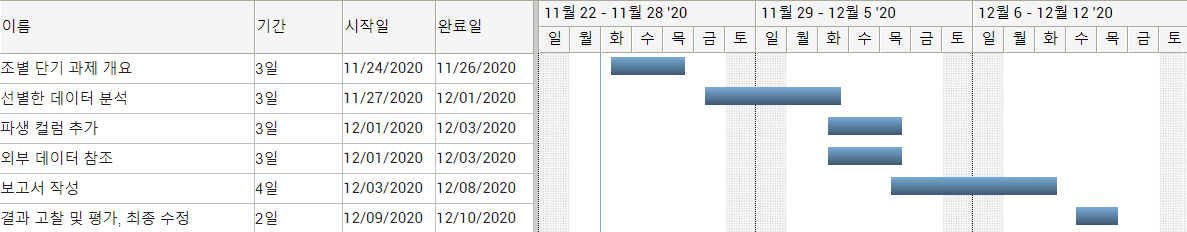 이름 기간 시작일 완료일 11월 22 - 11월 28 '20 11월 29 - 12월 5 '20 12월 6 - 12월 12 '20
일 월 화 수 목 금 토 일 월 화 수 목 금 토 일 월 화 수 목 금 토
조별 단기 과제 개요 3일 11/24/2020 11/26/2020
선별한 데이터 분석 3일 11/27/2020 12/01/2020
파생 컬럼 추가 3일 12/01/2020 12/03/2020
외부 데이터 참조 3일 12/01/2020 12/03/2020
보고서 작성 4일 12/03/2020 12/08/2020
결과 고찰 및 평가, 최종 수정 2일 12/09/2020 12/10/2020